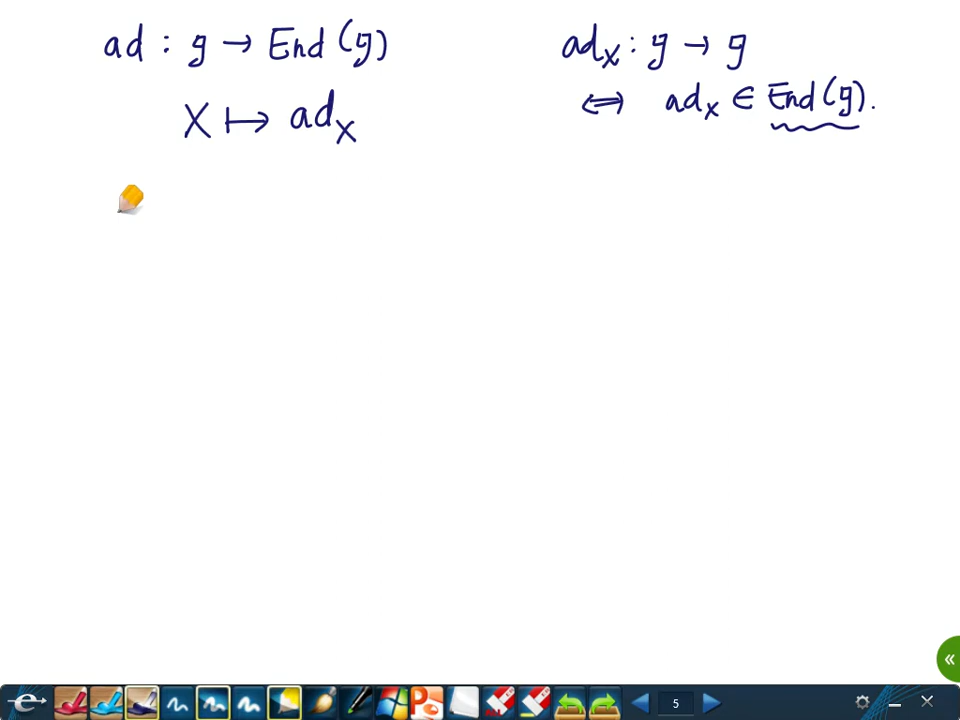 ad : g → End (g)
X ↦ ad_X
ad_X : g → g
⇔ ad_X ∈ End (g).
5